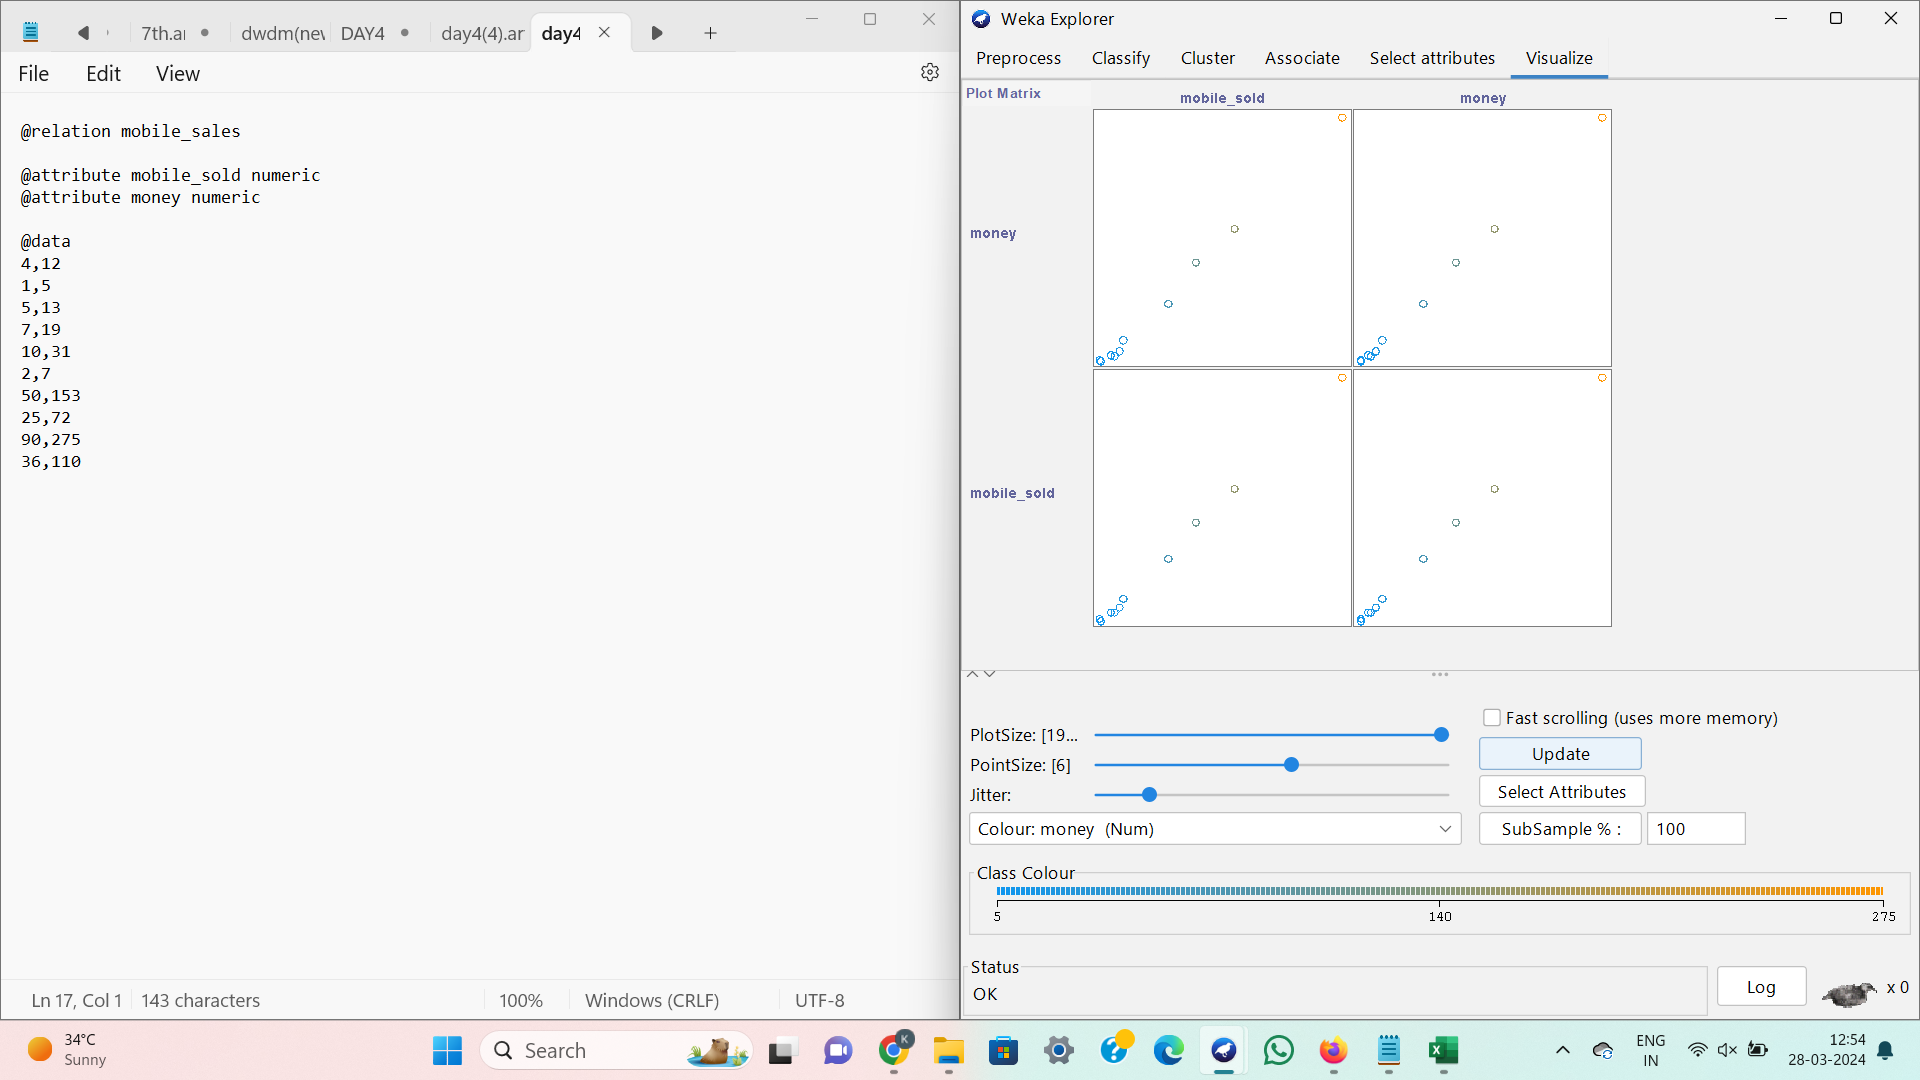 7th.ar
dwdm(nev
DAY4
day4(4).ar
day4
File
Edit
View
@relation mobile_sales
@attribute mobile_sold numeric
@attribute money numeric
@data
4,12
1,5
5,13
7,19
10,31
2,7
50,153
25,72
90,275
36,110
Ln 17, Col 1
143 characters
100%
Windows (CRLF)
UTF-8
Weka Explorer
Preprocess
Classify
Cluster
Associate
Select attributes
Visualize
Plot Matrix
mobile_sold
money
money
mobile_sold
PlotSize: [19...
PointSize: [6]
Jitter:
Fast scrolling (uses more memory)
Update
Select Attributes
Colour: money (Num)
SubSample % :
100
Class Colour
5
140
275
Status
OK
Log
x 0
34°C
Sunny
Search
K
ENG
IN
12:54
28-03-2024